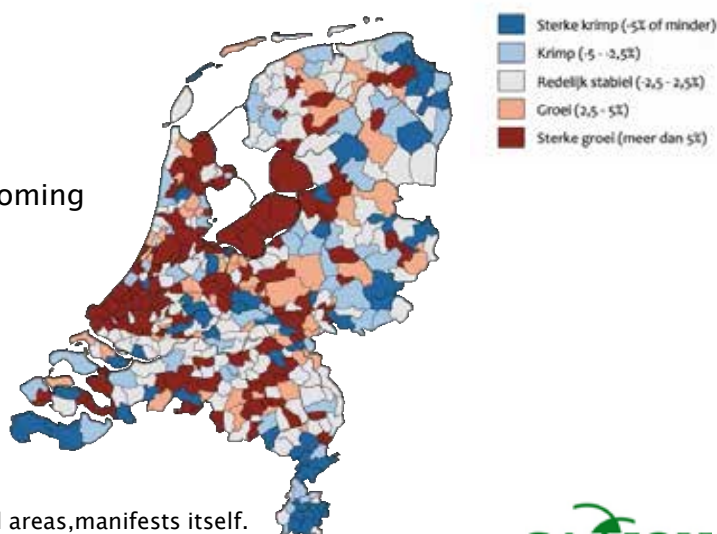 Sterke krimp (-5% of minder)
Krimp (-5 - -2,5%)
Redelijk stabiel (-2,5 - 2,5%)
Groei (2,5 - 5%)
Sterke groei (meer dan 5%)
oming
l areas,manifests itself.